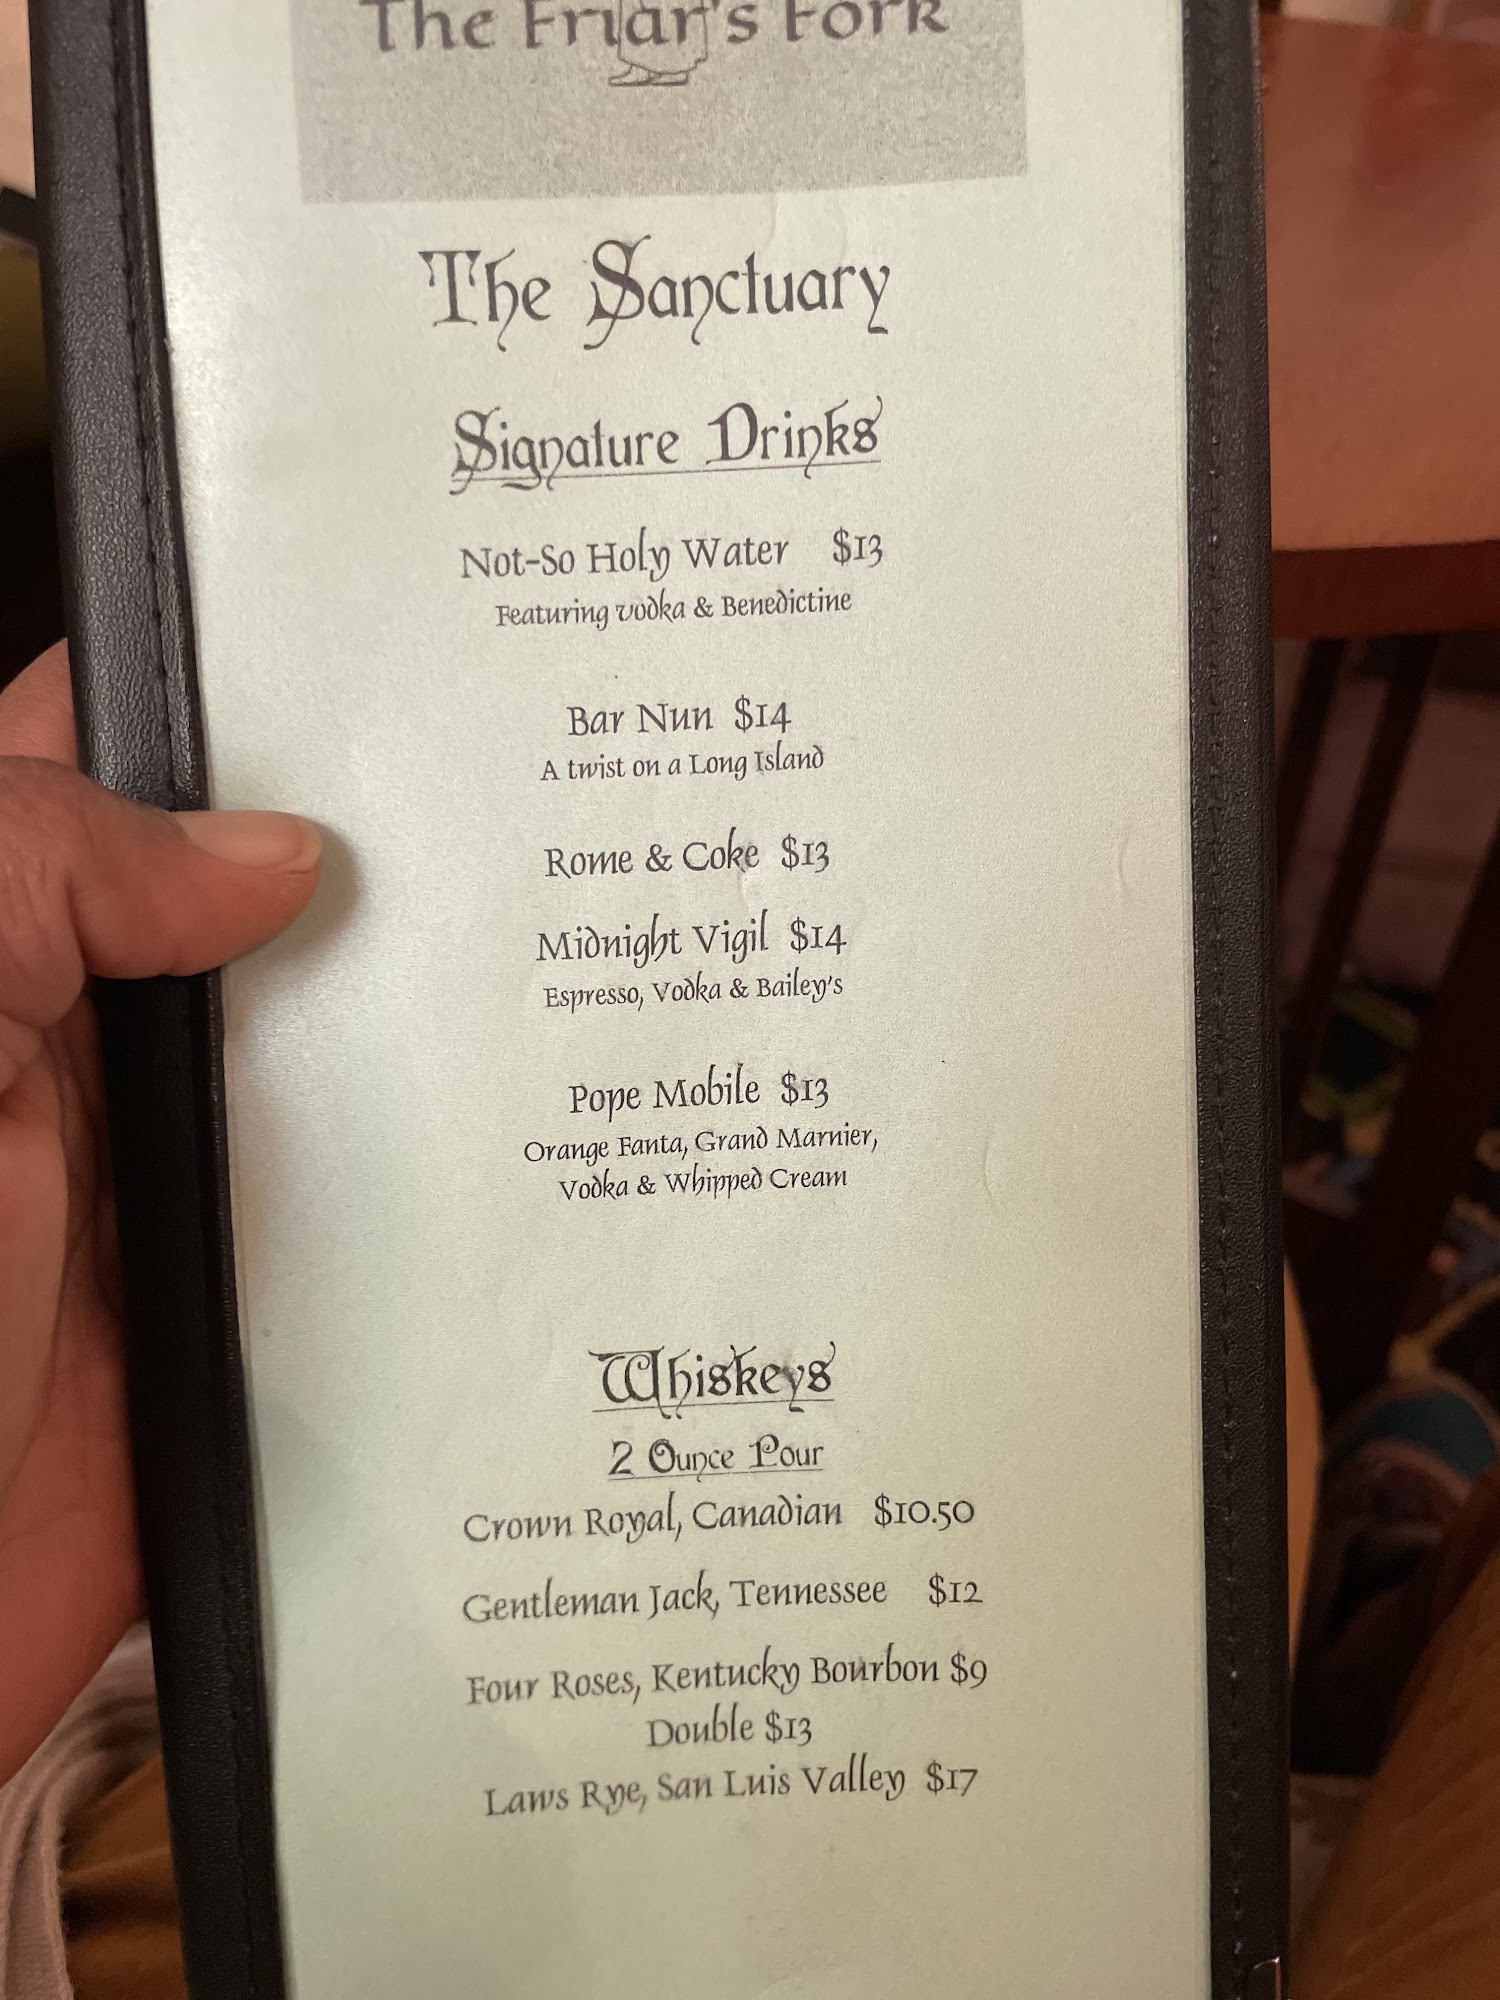 The Friar's Fork
The Sanctuary
Signature Drinks
Not-So Holy Water $13
Featuring vodka & Benedictine
Bar Nun $14
A twist on a Long Island
Rome & Coke $13
Midnight Vigil $14
Espresso, Vodka & Bailey's
Pope Mobile $13
Orange Fanta, Grand Marnier,
Vodka & Whipped Cream
Whiskeys
2 Ounce Pour
Crown Royal, Canadian $10.50
Gentleman Jack, Tennessee $12
Four Roses, Kentucky Bourbon $9
Double $13
Laws Rye, San Luis Valley $17